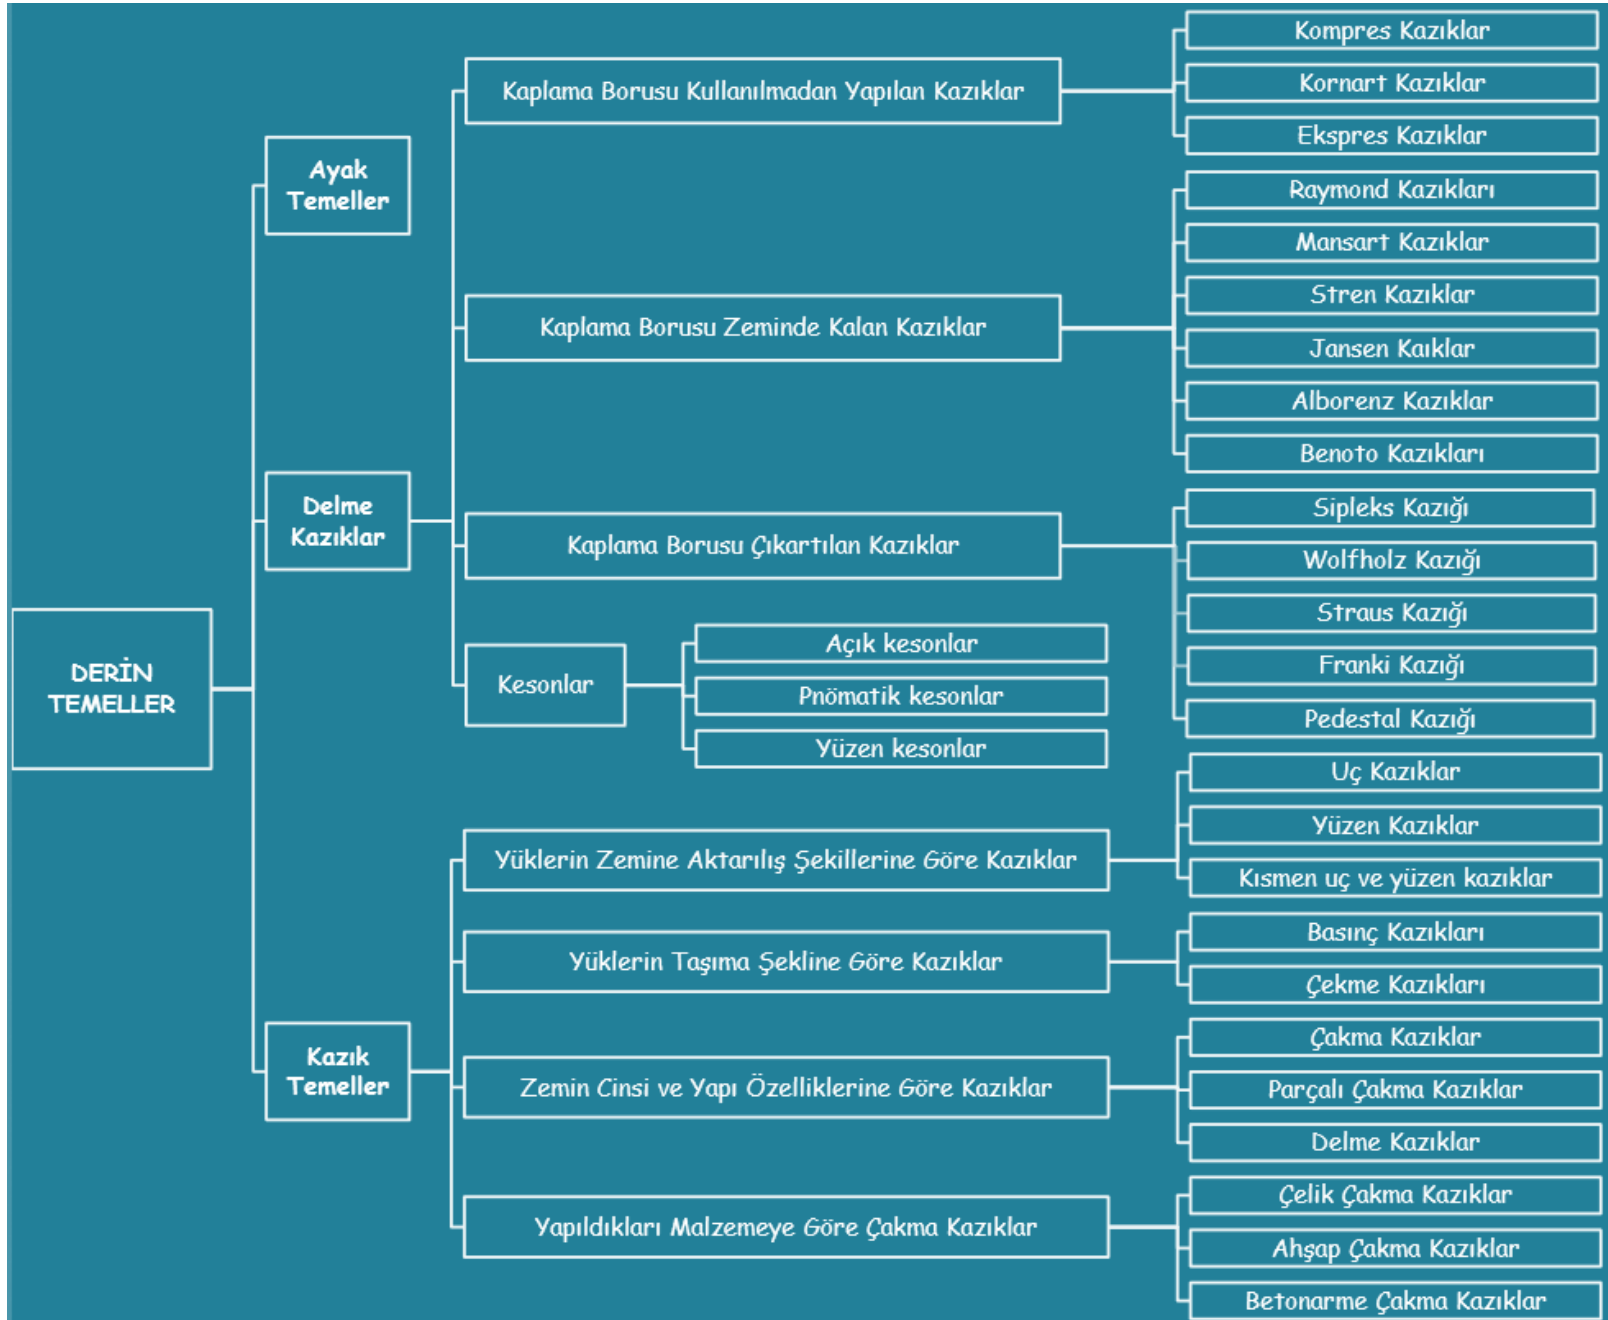 DERİN
TEMELLER
Ayak
Temeller
Delme
Kazıklar
Kaplama Borusu Kullanılmadan Yapılan Kazıklar
Kompres Kazıklar
Kornart Kazıklar
Ekspres Kazıklar
Kaplama Borusu Zeminde Kalan Kazıklar
Raymond Kazıkları
Mansart Kazıklar
Stren Kazıklar
Jansen Kaıklar
Alborenz Kazıklar
Benoto Kazıkları
Kaplama Borusu Çıkartılan Kazıklar
Sipleks Kazığı
Wolfholz Kazığı
Straus Kazığı
Franki Kazığı
Pedestal Kazığı
Kesonlar
Açık kesonlar
Pnömatik kesonlar
Yüzen kesonlar
Kazık
Temeller
Yüklerin Zemine Aktarılış Şekillerine Göre Kazıklar
Uç Kazıklar
Yüzen Kazıklar
Kısmen uç ve yüzen kazıklar
Yüklerin Taşıma Şekline Göre Kazıklar
Basınç Kazıkları
Çekme Kazıkları
Zemin Cinsi ve Yapı Özelliklerine Göre Kazıklar
Çakma Kazıklar
Parçalı Çakma Kazıklar
Delme Kazıklar
Yapıldıkları Malzemeye Göre Çakma Kazıklar
Çelik Çakma Kazıklar
Ahşap Çakma Kazıklar
Betonarme Çakma Kazıklar